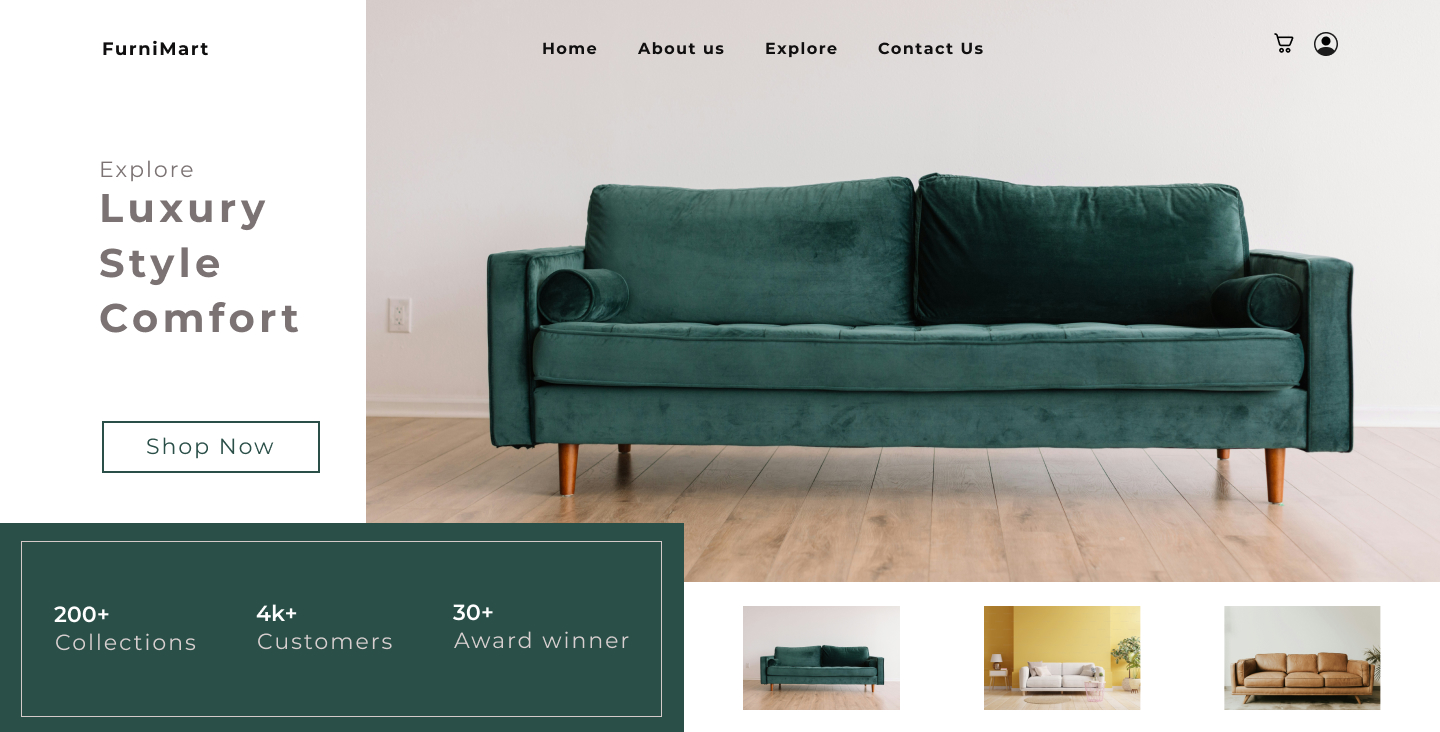 FurniMart
Home
About us
Explore
Contact Us
Explore
Luxury
Style
Comfort
Shop Now
200+
Collections
4k+
Customers
30+
Award winner